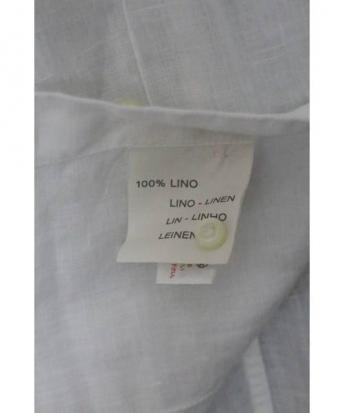 100% LINO
LINO - LINEN
LIN - LINHO
LEINEN